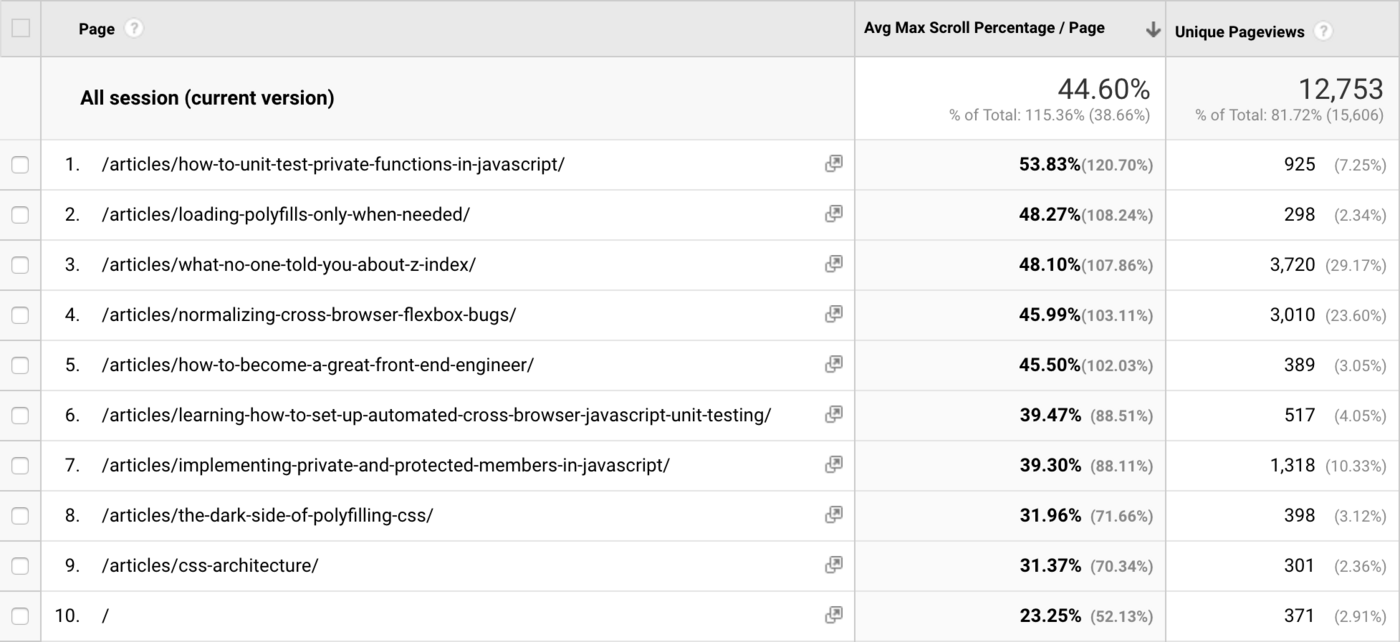 Page ? Avg Max Scroll Percentage / Page Unique Pageviews ?
All session (current version) 44.60% 12,753
% of Total: 115.36% (38.66%) % of Total: 81.72% (15,606)
1. /articles/how-to-unit-test-private-functions-in-javascript/ 53.83%(120.70%) 925 (7.25%)
2. /articles/loading-polyfills-only-when-needed/ 48.27%(108.24%) 298 (2.34%)
3. /articles/what-no-one-told-you-about-z-index/ 48.10%(107.86%) 3,720 (29.17%)
4. /articles/normalizing-cross-browser-flexbox-bugs/ 45.99%(103.11%) 3,010 (23.60%)
5. /articles/how-to-become-a-great-front-end-engineer/ 45.50%(102.03%) 389 (3.05%)
6. /articles/learning-how-to-set-up-automated-cross-browser-javascript-unit-testing/ 39.47% (88.51%) 517 (4.05%)
7. /articles/implementing-private-and-protected-members-in-javascript/ 39.30% (88.11%) 1,318 (10.33%)
8. /articles/the-dark-side-of-polyfilling-css/ 31.96% (71.66%) 398 (3.12%)
9. /articles/css-architecture/ 31.37% (70.34%) 301 (2.36%)
10. / 23.25% (52.13%) 371 (2.91%)